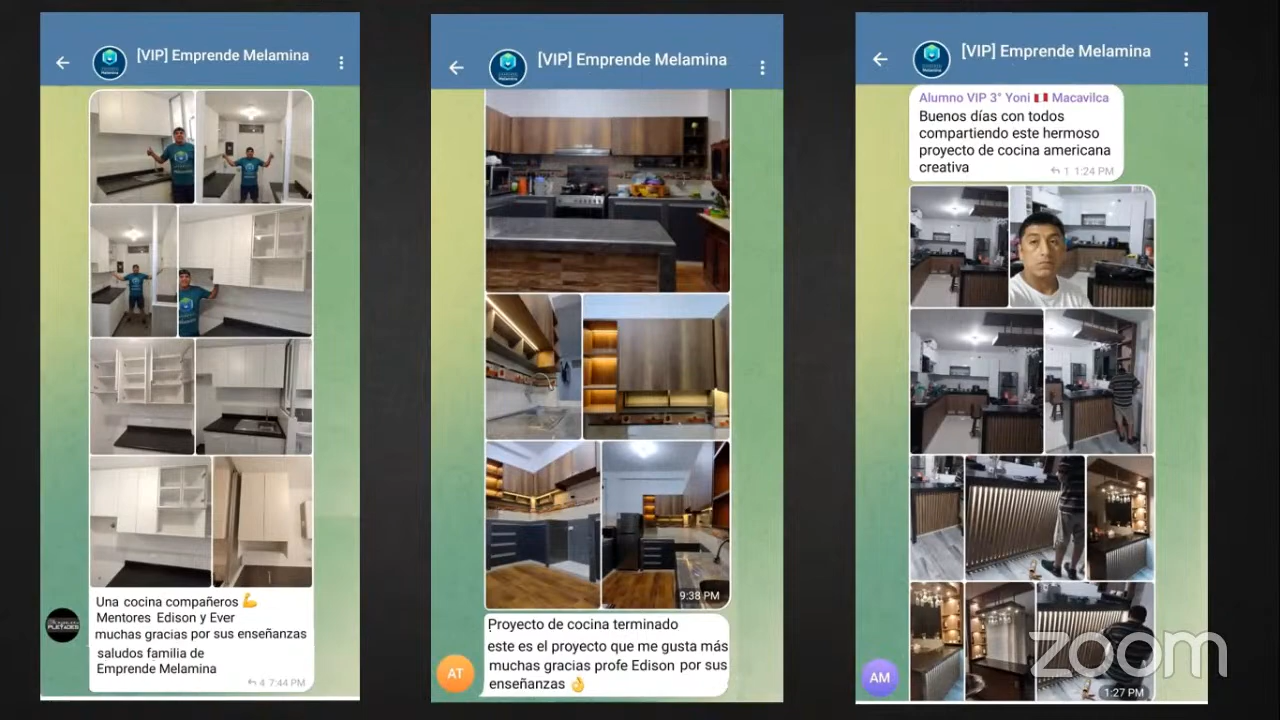 [VIP] Emprende Melamina
Una cocina compañeros 💪
Mentores Edison y Ever
muchas gracias por sus enseñanzas
saludos familia de
Emprende Melamina
4 7:44 PM
PLEYADES
[VIP] Emprende Melamina
9:38 PM
Proyecto de cocina terminado
este es el proyecto que me gusta más
muchas gracias profe Edison por sus
enseñanzas 👌
AT
[VIP] Emprende Melamina
Alumno VIP 3° Yoni 🇵🇪 Macavilca
Buenos días con todos
compartiendo este hermoso
proyecto de cocina americana
creativa
1 1:24 PM
AM
1:27 PM
zoom